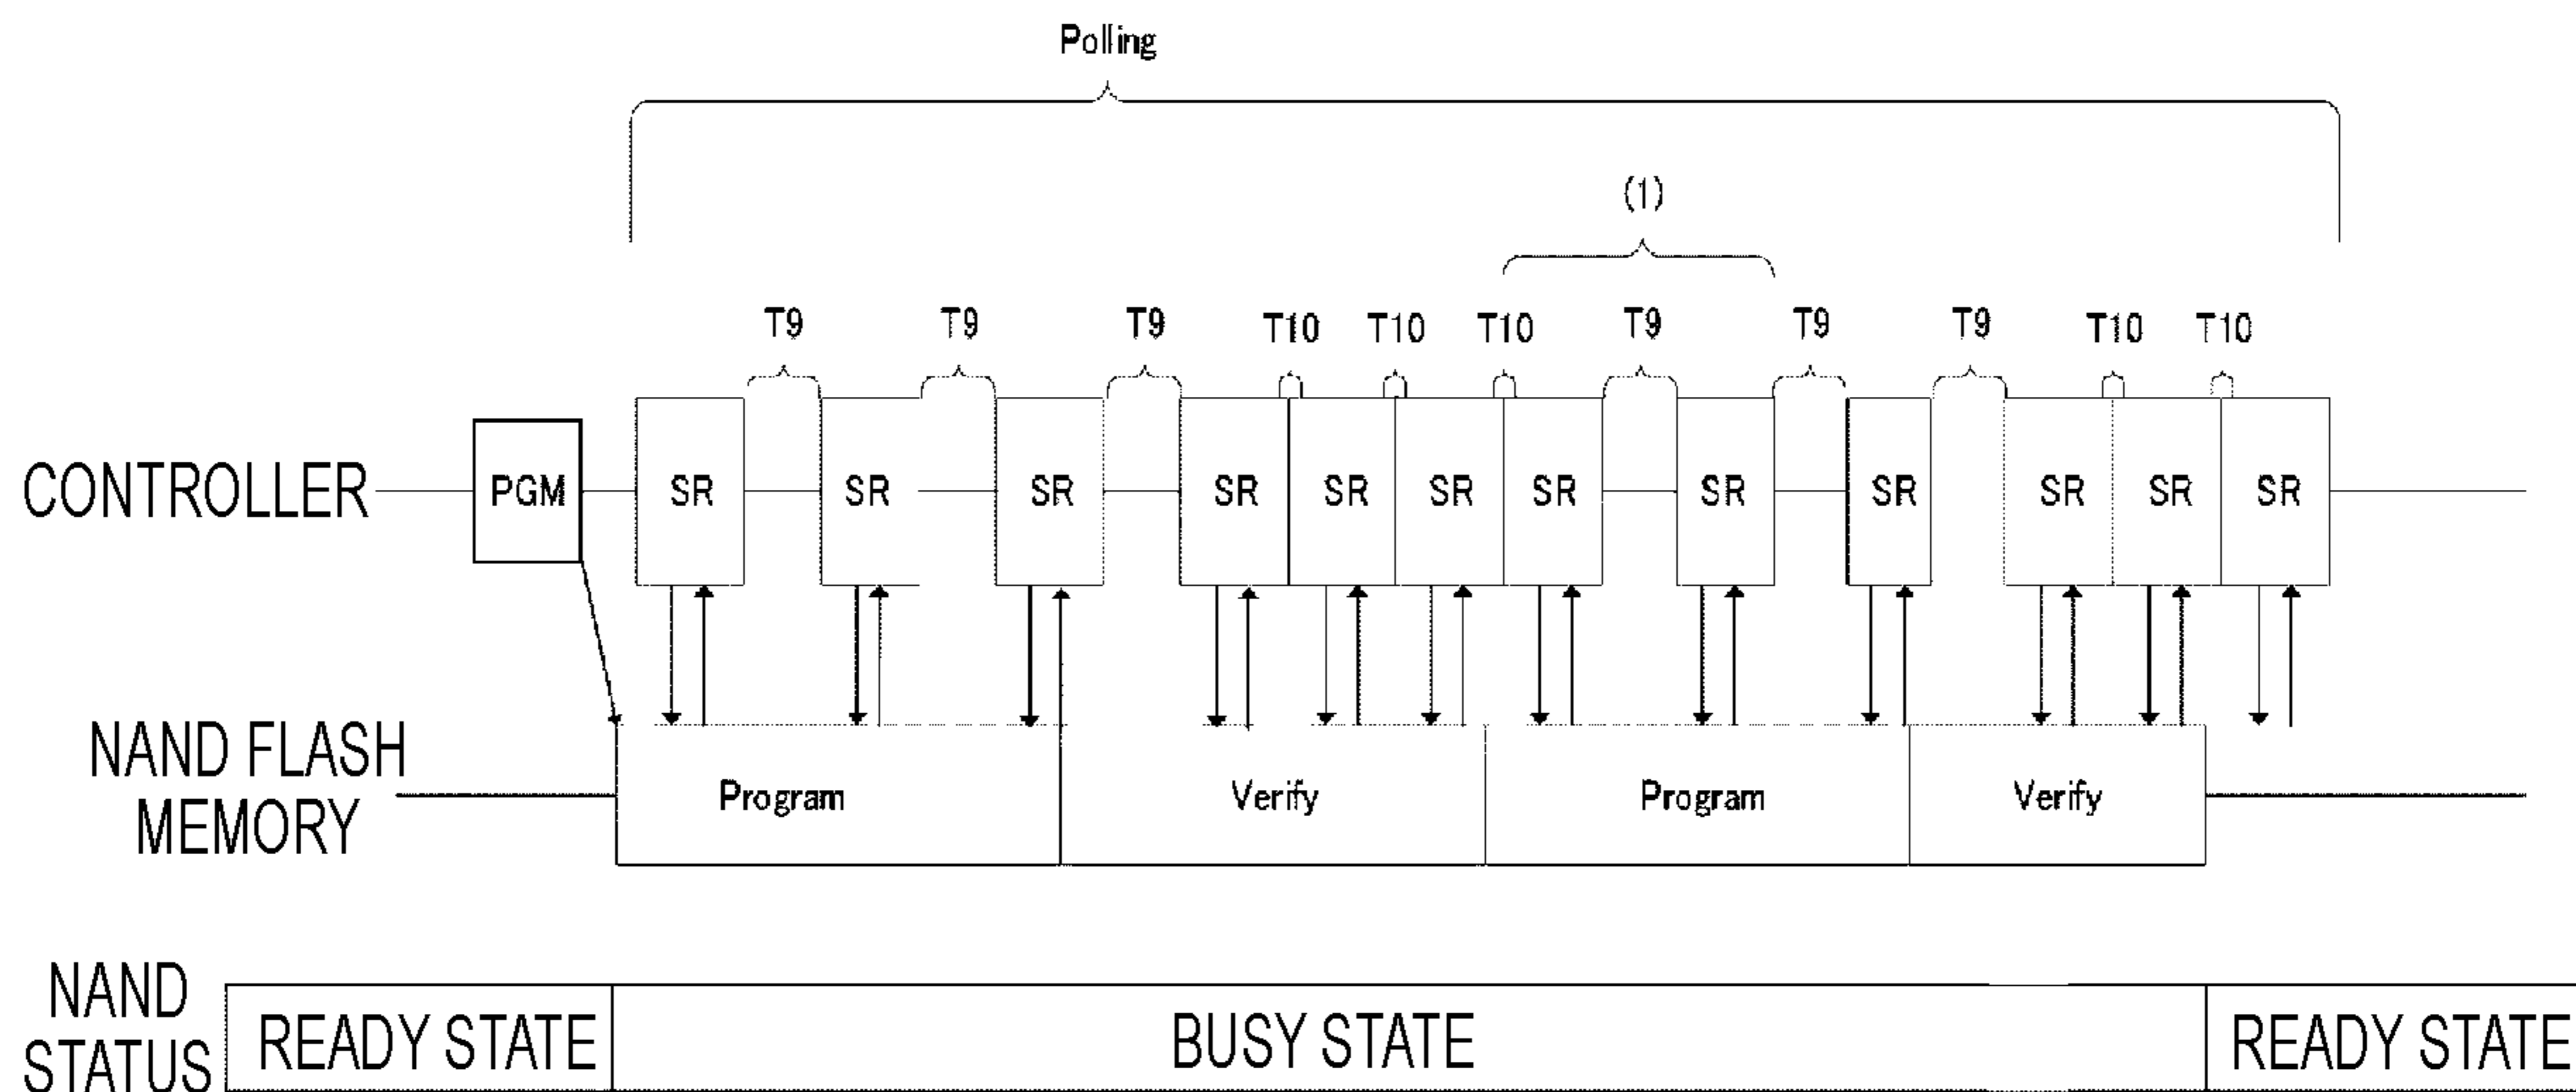 Polling
(1)
T9 T9 T9 T10 T10 T10 T9 T9 T9 T10 T10
CONTROLLER PGM SR SR SR SR SR SR SR SR SR SR SR SR
NAND FLASH
MEMORY
Program Verify Program Verify
NAND
STATUS
READY STATE BUSY STATE READY STATE